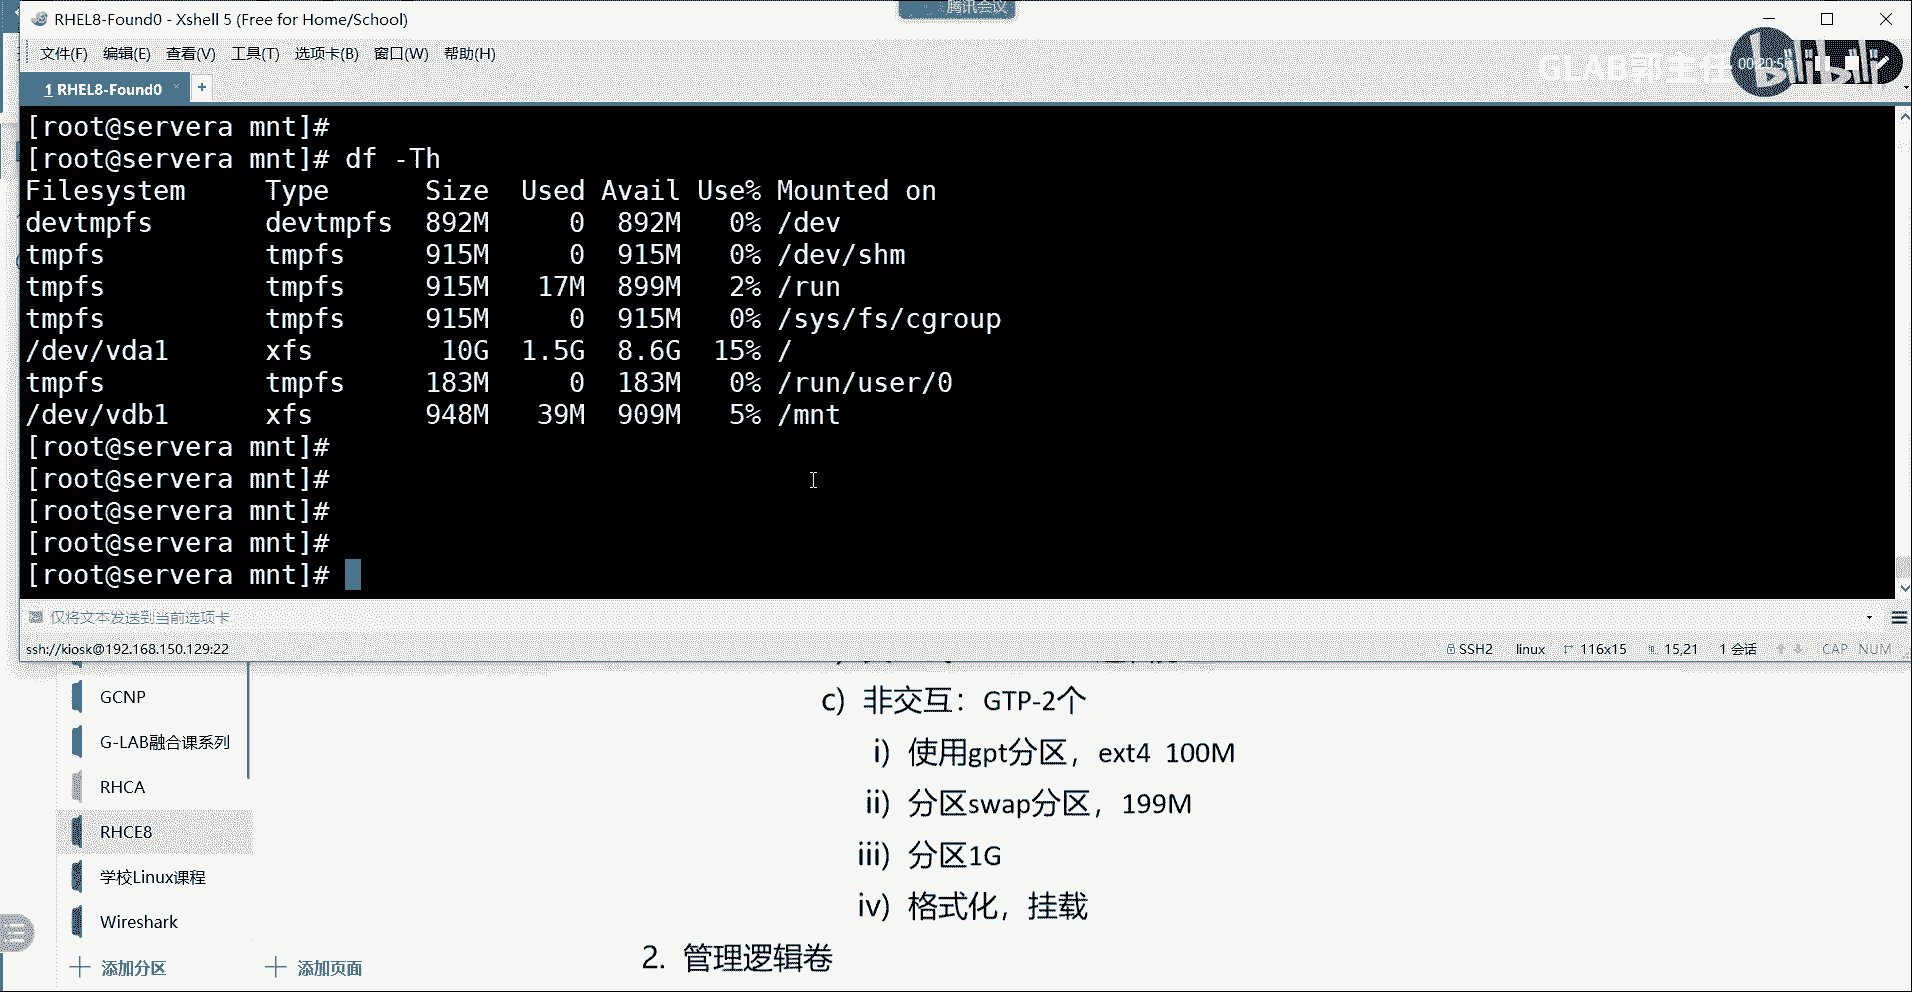 腾讯会议
RHEL8-Found0 - Xshell 5 (Free for Home/School)
文件(F) 编辑(E) 查看(V) 工具(T) 选项卡(B) 窗口(W) 帮助(H)
GLAB郭主任
bilibili
1 RHEL8-Found0 +
[root@servera mnt]#
[root@servera mnt]# df -Th
Filesystem Type Size Used Avail Use% Mounted on
devtmpfs devtmpfs 892M 0 892M 0% /dev
tmpfs tmpfs 915M 0 915M 0% /dev/shm
tmpfs tmpfs 915M 17M 899M 2% /run
tmpfs tmpfs 915M 0 915M 0% /sys/fs/cgroup
/dev/vda1 xfs 10G 1.5G 8.6G 15% /
tmpfs tmpfs 183M 0 183M 0% /run/user/0
/dev/vdb1 xfs 948M 39M 909M 5% /mnt
[root@servera mnt]#
[root@servera mnt]#
[root@servera mnt]#
[root@servera mnt]#
[root@servera mnt]#
仅将文本发送到当前选项卡
ssh://kiosk@192.168.150.129:22 SSH2 linux 116x15 15,21 1 会话 CAP NUM
GCNP
G-LAB融合课系列
RHCA
RHCE8
学校Linux课程
Wireshark
添加分区 添加页面
c) 非交互：GTP-2个
i) 使用gpt分区，ext4 100M
ii) 分区swap分区，199M
iii) 分区1G
iv) 格式化，挂载
2. 管理逻辑卷